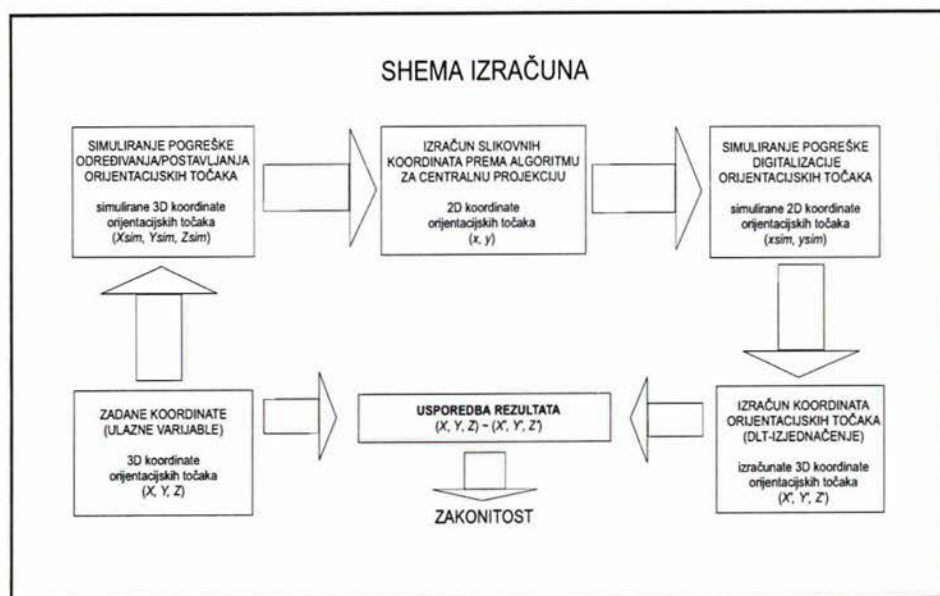 SHEMA IZRAČUNA
SIMULIRANJE POGREŠKE
ODREĐIVANJA/POSTAVLJANJA
ORIJENTACIJSKIH TOČAKA
simulirane 3D koordinate
orijentacijskih točaka
(Xsim, Ysim, Zsim)
IZRAČUN SLIKOVNIH
KOORDINATA PREMA ALGORITMU
ZA CENTRALNU PROJEKCIJU
2D koordinate
orijentacijskih točaka
(x, y)
SIMULIRANJE POGREŠKE
DIGITALIZACIJE
ORIJENTACIJSKIH TOČAKA
simulirane 2D koordinate
orijentacijskih točaka
(xsim, ysim)
ZADANE KOORDINATE
(ULAZNE VARIJABLE)
3D koordinate
orijentacijskih točaka
(X, Y, Z)
USPOREDBA REZULTATA
(X, Y, Z) ~ (X', Y', Z')
ZAKONITOST
IZRAČUN KOORDINATA
ORIJENTACIJSKIH TOČAKA
(DLT-IZJEDNAČENJE)
izračunate 3D koordinate
orijentacijskih točaka
(X', Y', Z')